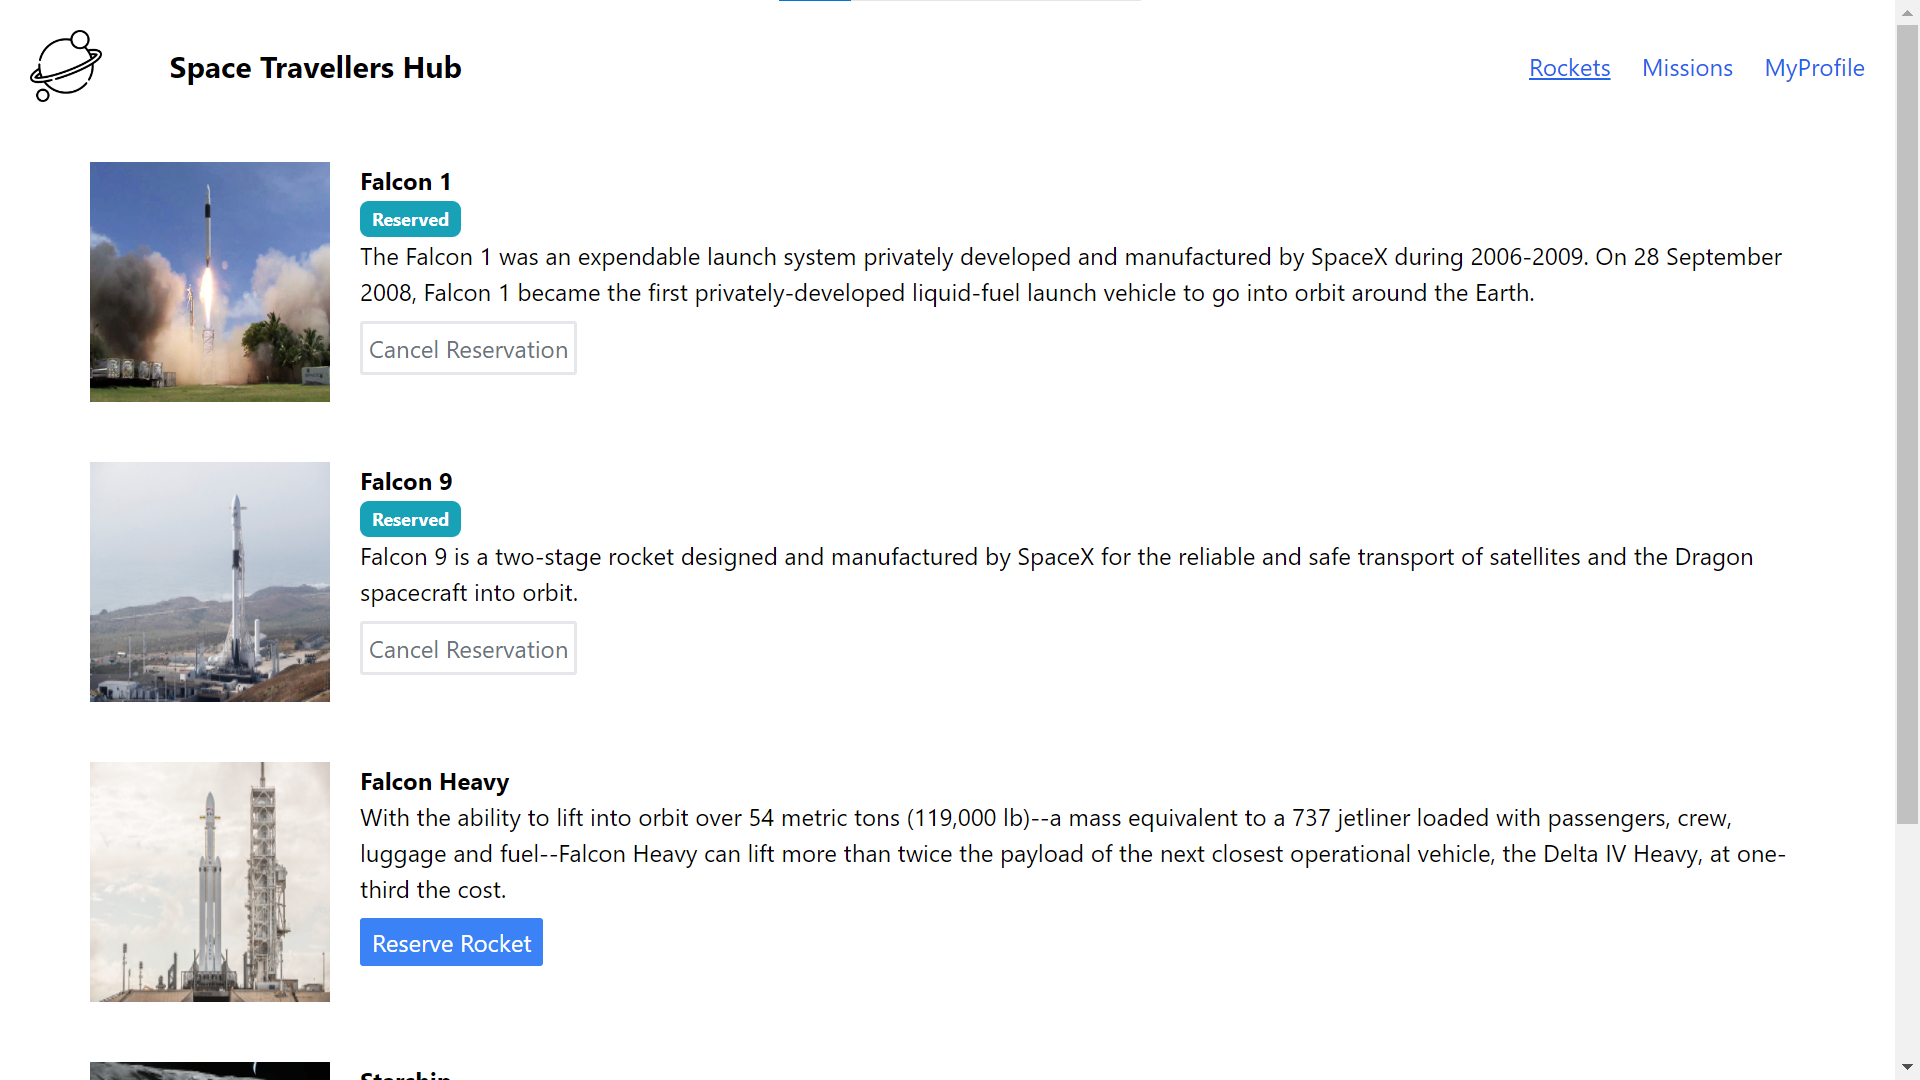 Space Travellers Hub
Rockets Missions MyProfile
Falcon 1
Reserved
The Falcon 1 was an expendable launch system privately developed and manufactured by SpaceX during 2006-2009. On 28 September
2008, Falcon 1 became the first privately-developed liquid-fuel launch vehicle to go into orbit around the Earth.
Cancel Reservation
Falcon 9
Reserved
Falcon 9 is a two-stage rocket designed and manufactured by SpaceX for the reliable and safe transport of satellites and the Dragon
spacecraft into orbit.
Cancel Reservation
Falcon Heavy
With the ability to lift into orbit over 54 metric tons (119,000 lb)--a mass equivalent to a 737 jetliner loaded with passengers, crew,
luggage and fuel--Falcon Heavy can lift more than twice the payload of the next closest operational vehicle, the Delta IV Heavy, at one-
third the cost.
Reserve Rocket
Starship